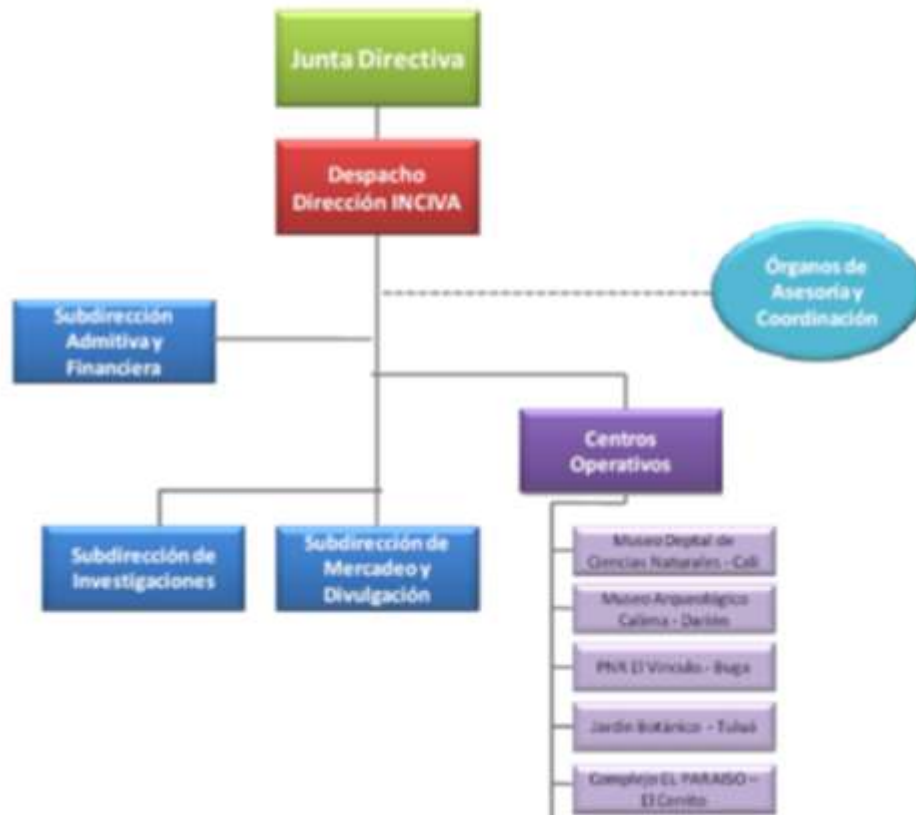 Junta Directiva
Despacho
Dirección INCIVA
Órganos de
Asesoría y
Coordinación
Subdirección
Admitiva y
Financiera
Centros
Operativos
Subdirección de
Investigaciones
Subdirección de
Mercadeo y
Divulgación
Museo Deptal de
Ciencias Naturales - Cali
Museo Arqueológico
Calima - Darién
PNR El Vinculo - Buga
Jardín Botánico - Tuluá
Complejo EL PARAISO –
El Cerrito